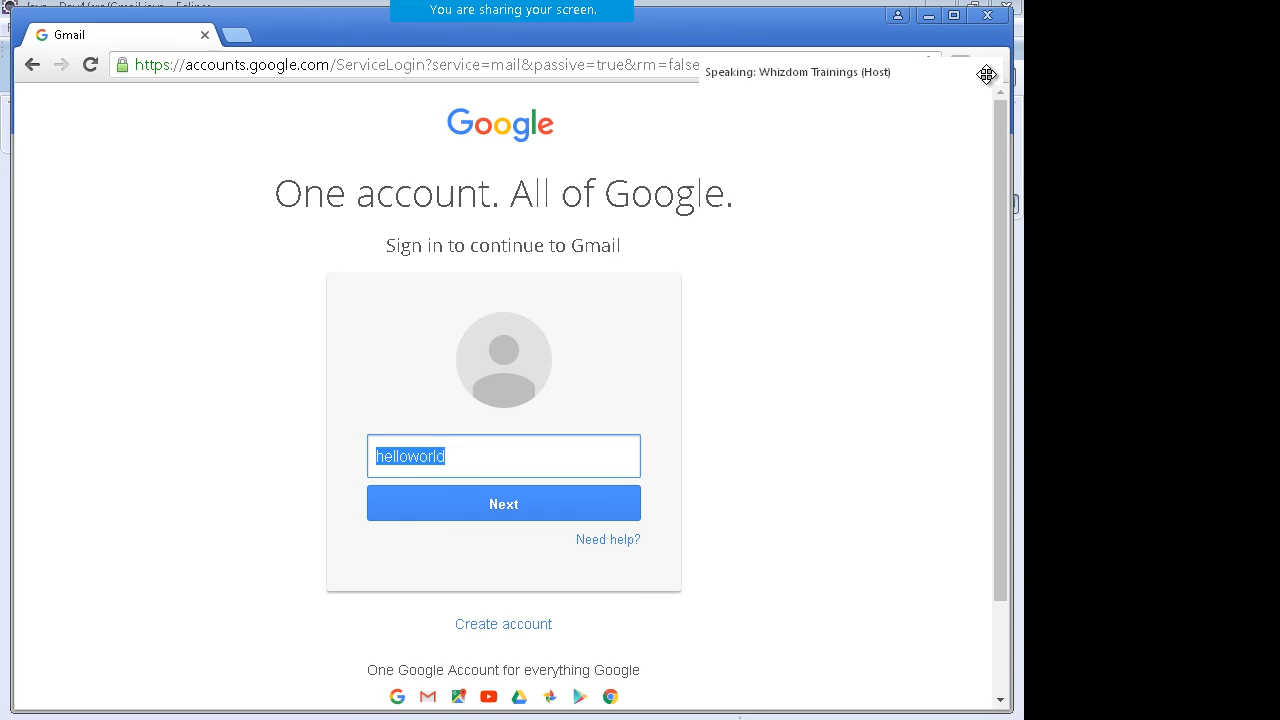 You are sharing your screen.
Gmail
https://accounts.google.com/ServiceLogin?service=mail&passive=true&rm=false
Speaking: Whizdom Trainings (Host)
Google
One account. All of Google.
Sign in to continue to Gmail
helloworld
Next
Need help?
Create account
One Google Account for everything Google